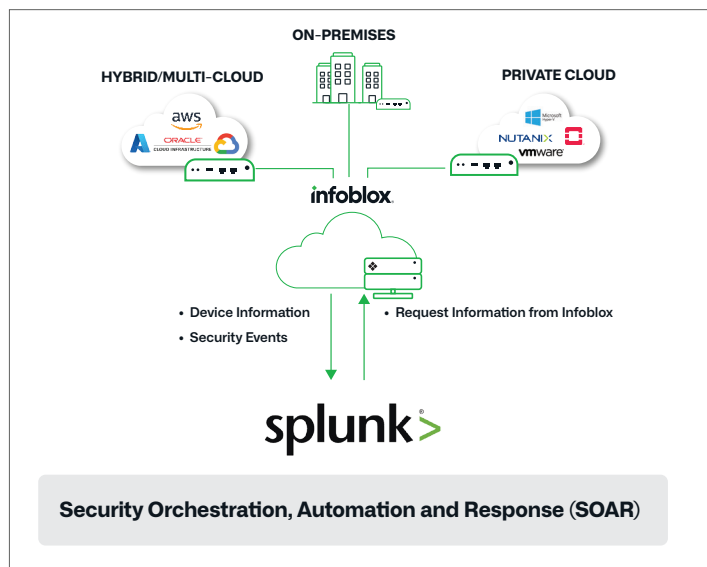 ON-PREMISES
HYBRID/MULTI-CLOUD
PRIVATE CLOUD
aws
ORACLE
CLOUD INFRASTRUCTURE
Microsoft
Hyper-V
NUTANIX
vmware
infoblox
• Device Information
• Security Events
• Request Information from Infoblox
splunk>
Security Orchestration, Automation and Response (SOAR)